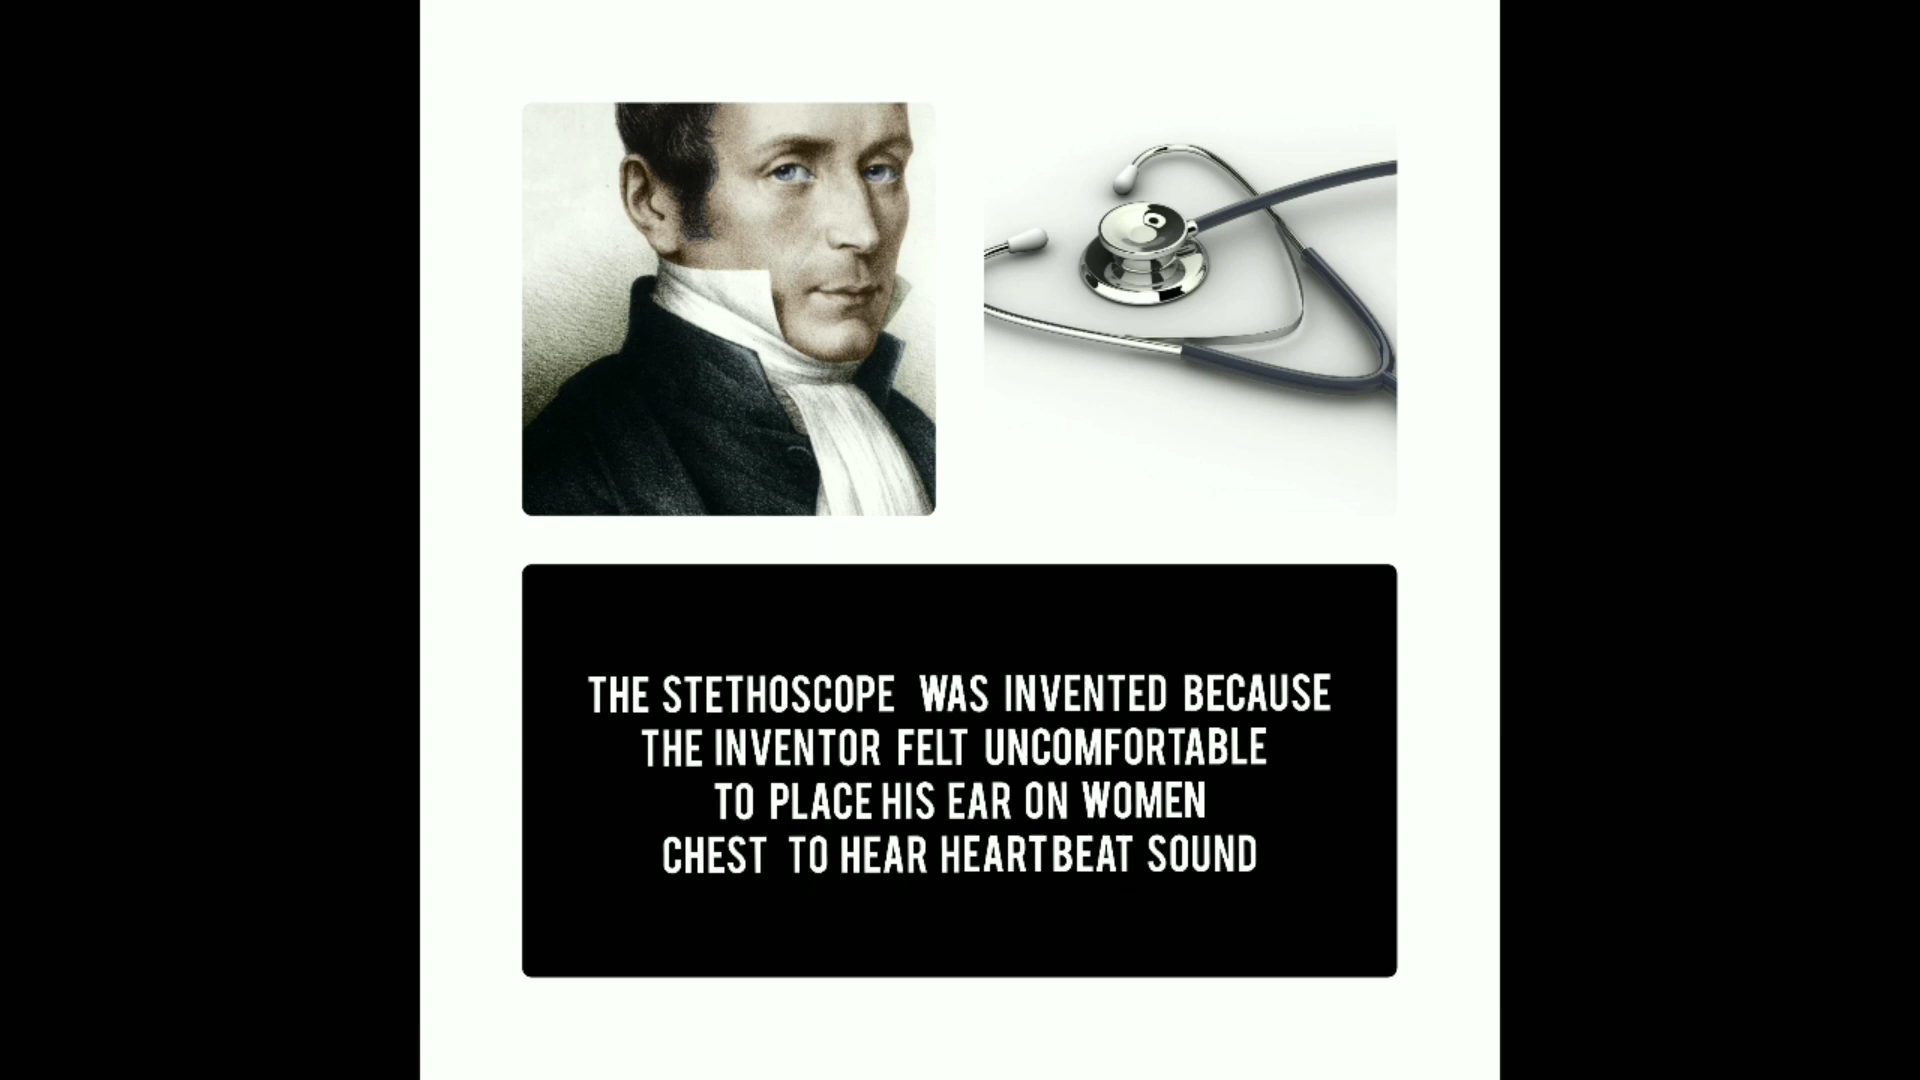 THE STETHOSCOPE WAS INVENTED BECAUSE
THE INVENTOR FELT UNCOMFORTABLE
TO PLACE HIS EAR ON WOMEN
CHEST TO HEAR HEARTBEAT SOUND